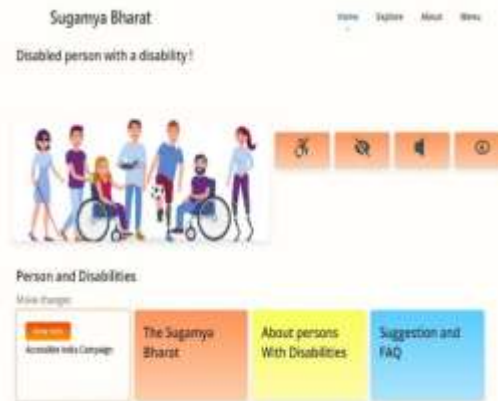 Sugamya Bharat
Home Explore About Menu
Disabled person with a disability !
Person and Disabilities
Make changes
Accessible India Campaign
The Sugamya
Bharat
About persons
With Disabilities
Suggestion and
FAQ